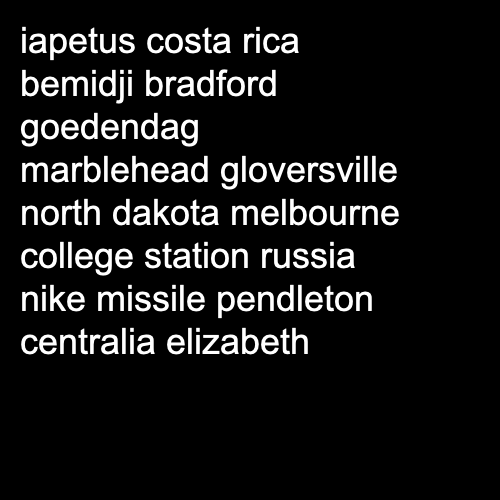 iapetus costa rica
bemidji bradford
goedendag
marblehead gloversville
north dakota melbourne
college station russia
nike missile pendleton
centralia elizabeth